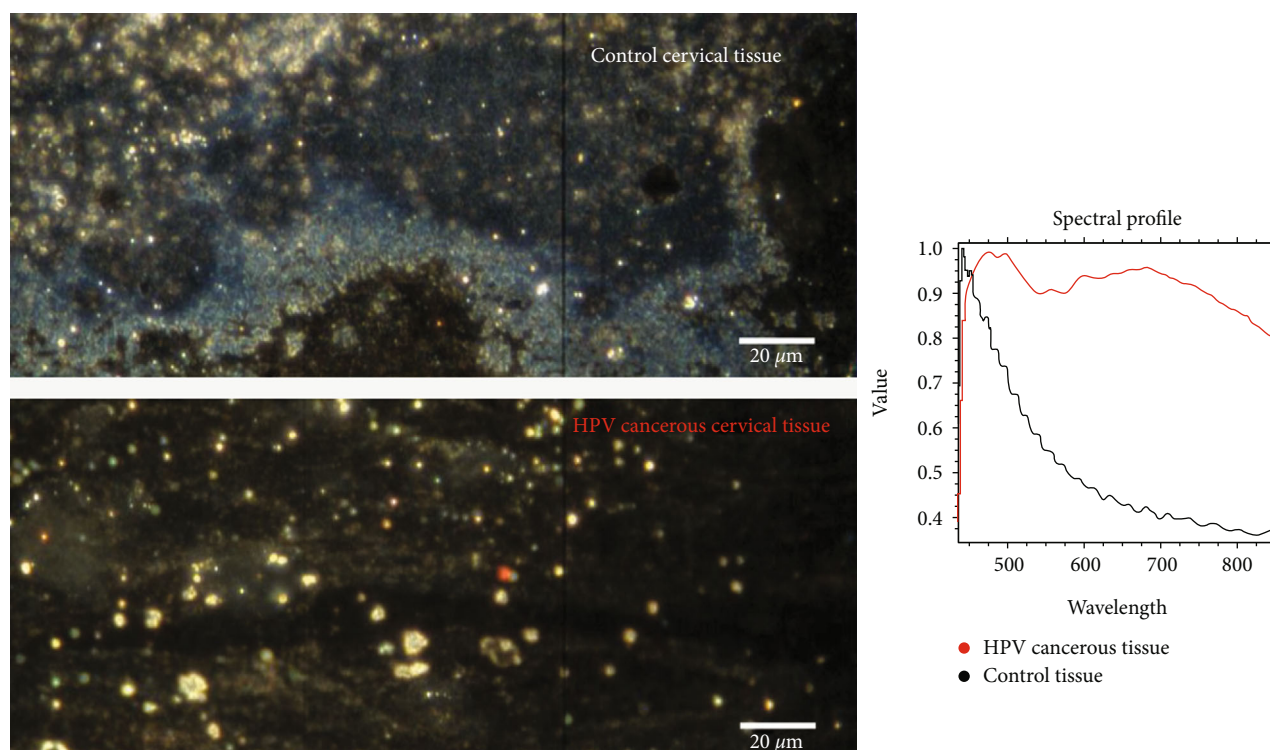 Control cervical tissue
20 µm
HPV cancerous cervical tissue
20 µm
Spectral profile
1.0
0.9
0.8
0.7
0.6
0.5
0.4
Value
500
600
700
800
Wavelength
HPV cancerous tissue
Control tissue